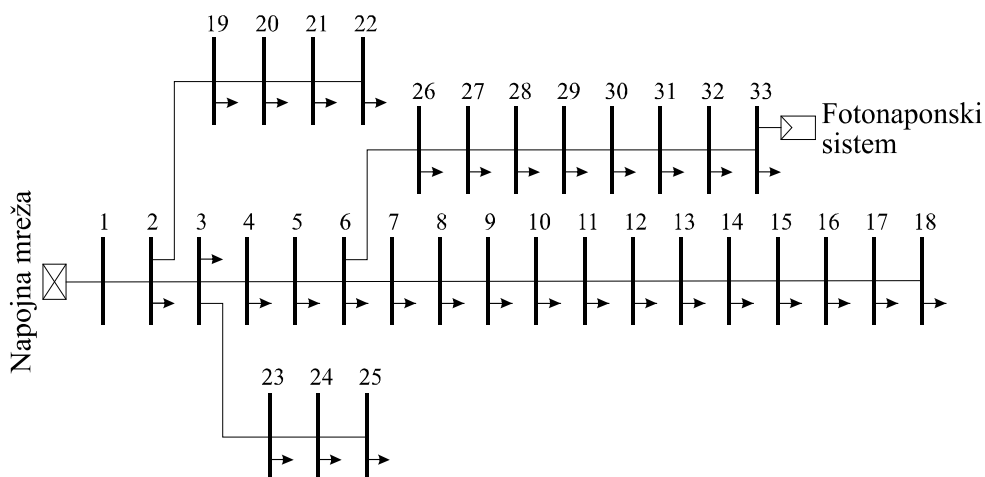 19 20 21 22
26 27 28 29 30 31 32 33
Fotonaponski
sistem
Napojna mreža
1 2 3 4 5 6 7 8 9 10 11 12 13 14 15 16 17 18
23 24 25